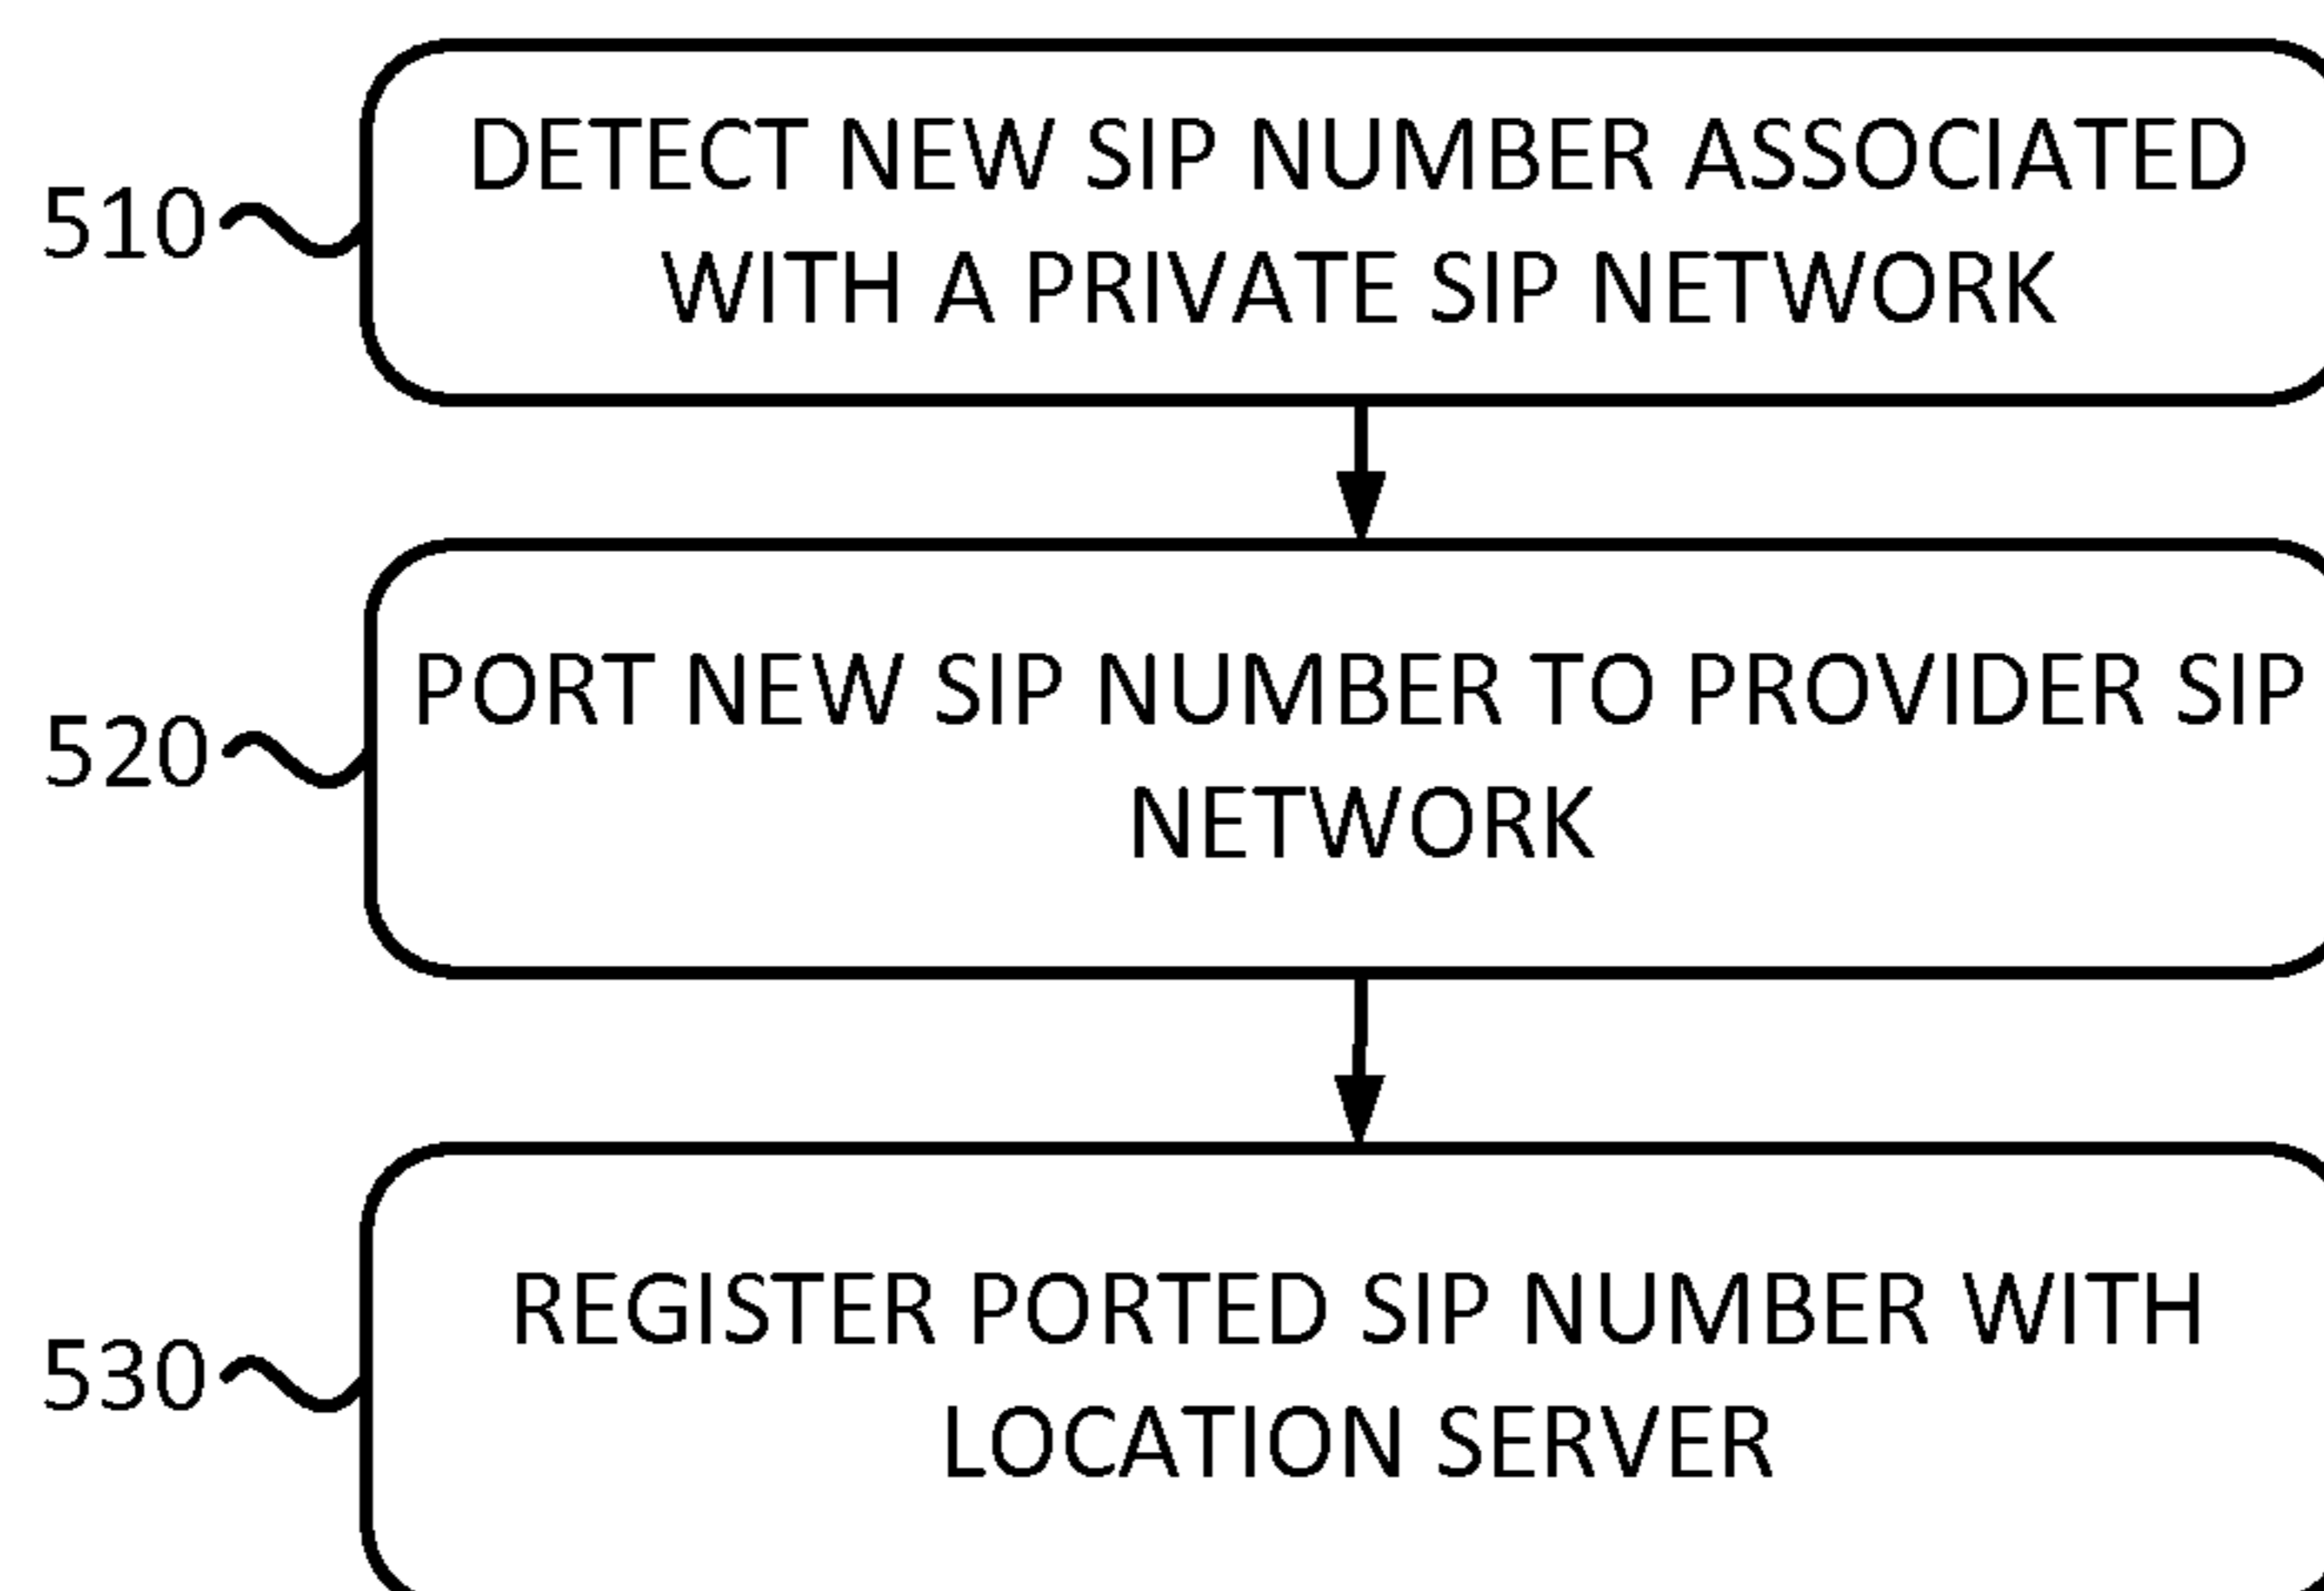 510
DETECT NEW SIP NUMBER ASSOCIATED
WITH A PRIVATE SIP NETWORK
520
PORT NEW SIP NUMBER TO PROVIDER SIP
NETWORK
530
REGISTER PORTED SIP NUMBER WITH
LOCATION SERVER